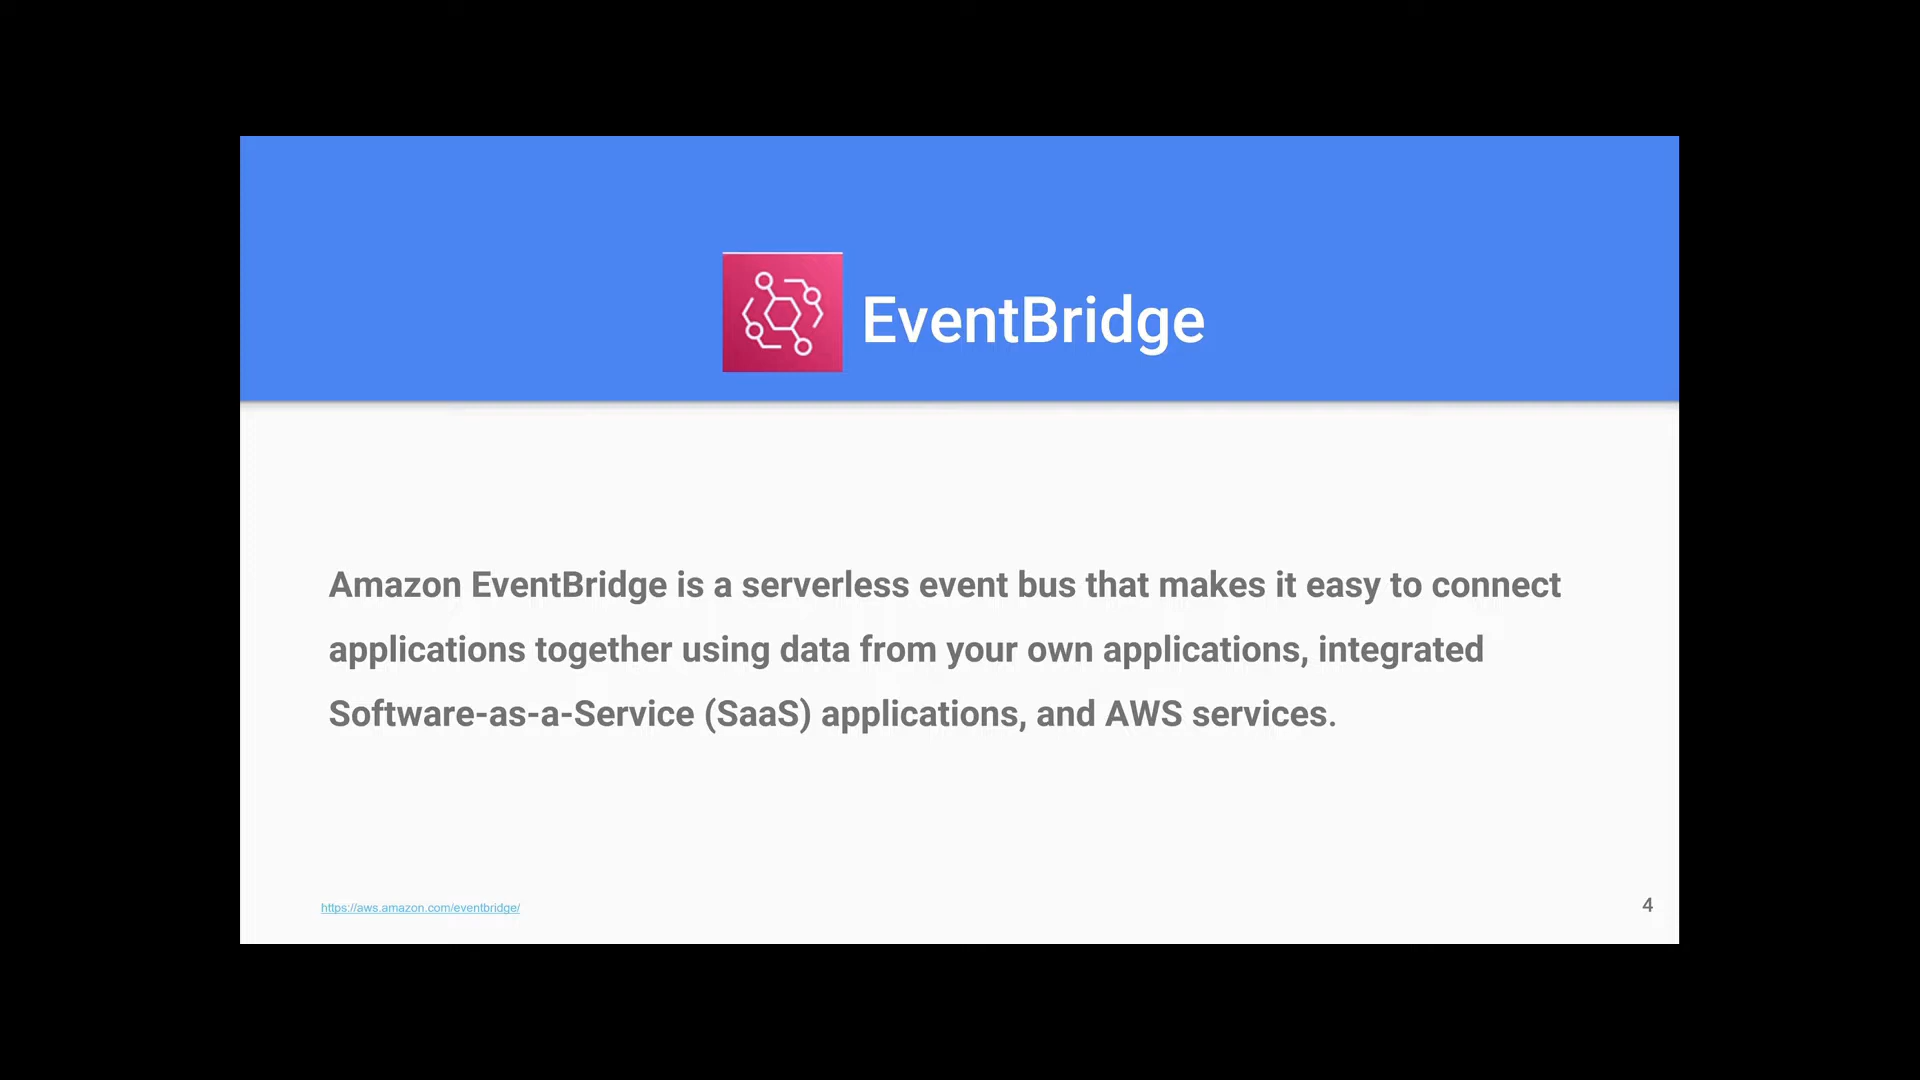 EventBridge
Amazon EventBridge is a serverless event bus that makes it easy to connect
applications together using data from your own applications, integrated
Software-as-a-Service (SaaS) applications, and AWS services.
https://aws.amazon.com/eventbridge/
4